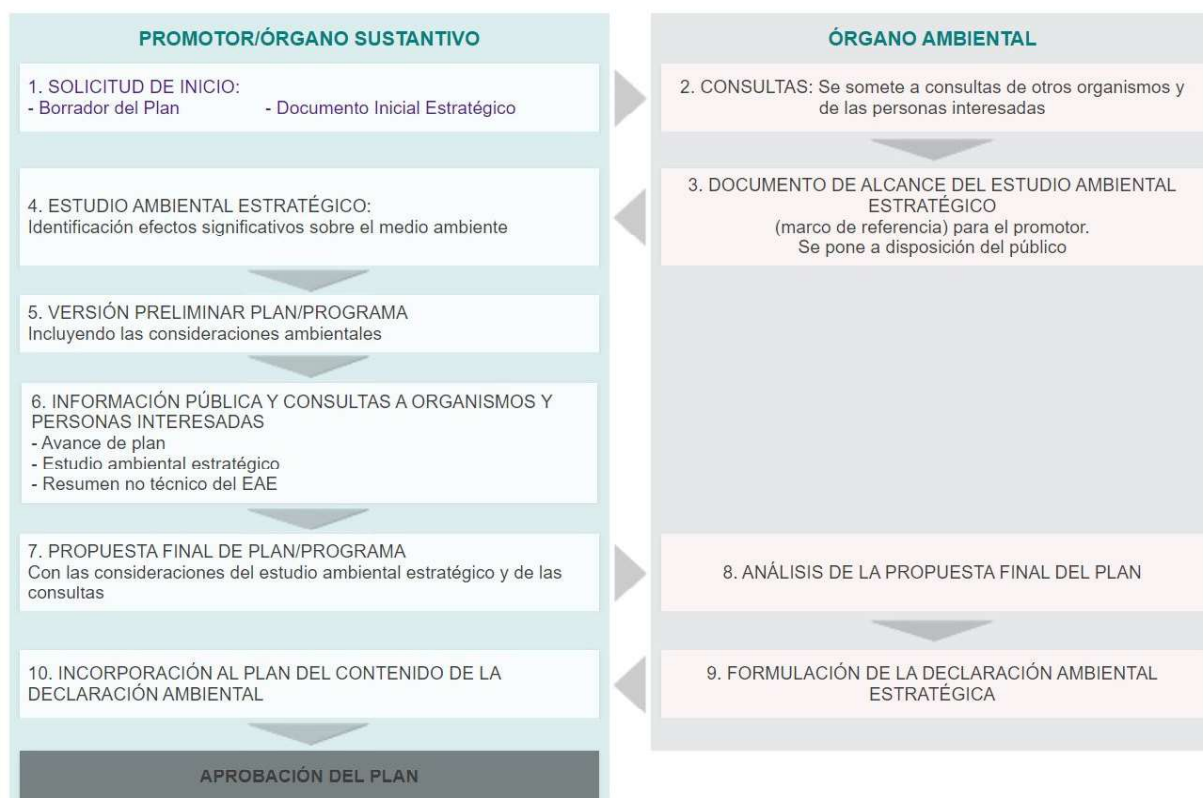 PROMOTOR/ÓRGANO SUSTANTIVO
ÓRGANO AMBIENTAL
1. SOLICITUD DE INICIO:
- Borrador del Plan - Documento Inicial Estratégico
2. CONSULTAS: Se somete a consultas de otros organismos y
de las personas interesadas
3. DOCUMENTO DE ALCANCE DEL ESTUDIO AMBIENTAL
ESTRATÉGICO
(marco de referencia) para el promotor.
Se pone a disposición del público
4. ESTUDIO AMBIENTAL ESTRATÉGICO:
Identificación efectos significativos sobre el medio ambiente
5. VERSIÓN PRELIMINAR PLAN/PROGRAMA
Incluyendo las consideraciones ambientales
6. INFORMACIÓN PÚBLICA Y CONSULTAS A ORGANISMOS Y
PERSONAS INTERESADAS
- Avance de plan
- Estudio ambiental estratégico
- Resumen no técnico del EAE
7. PROPUESTA FINAL DE PLAN/PROGRAMA
Con las consideraciones del estudio ambiental estratégico y de las
consultas
8. ANÁLISIS DE LA PROPUESTA FINAL DEL PLAN
9. FORMULACIÓN DE LA DECLARACIÓN AMBIENTAL
ESTRATÉGICA
10. INCORPORACIÓN AL PLAN DEL CONTENIDO DE LA
DECLARACIÓN AMBIENTAL
APROBACIÓN DEL PLAN